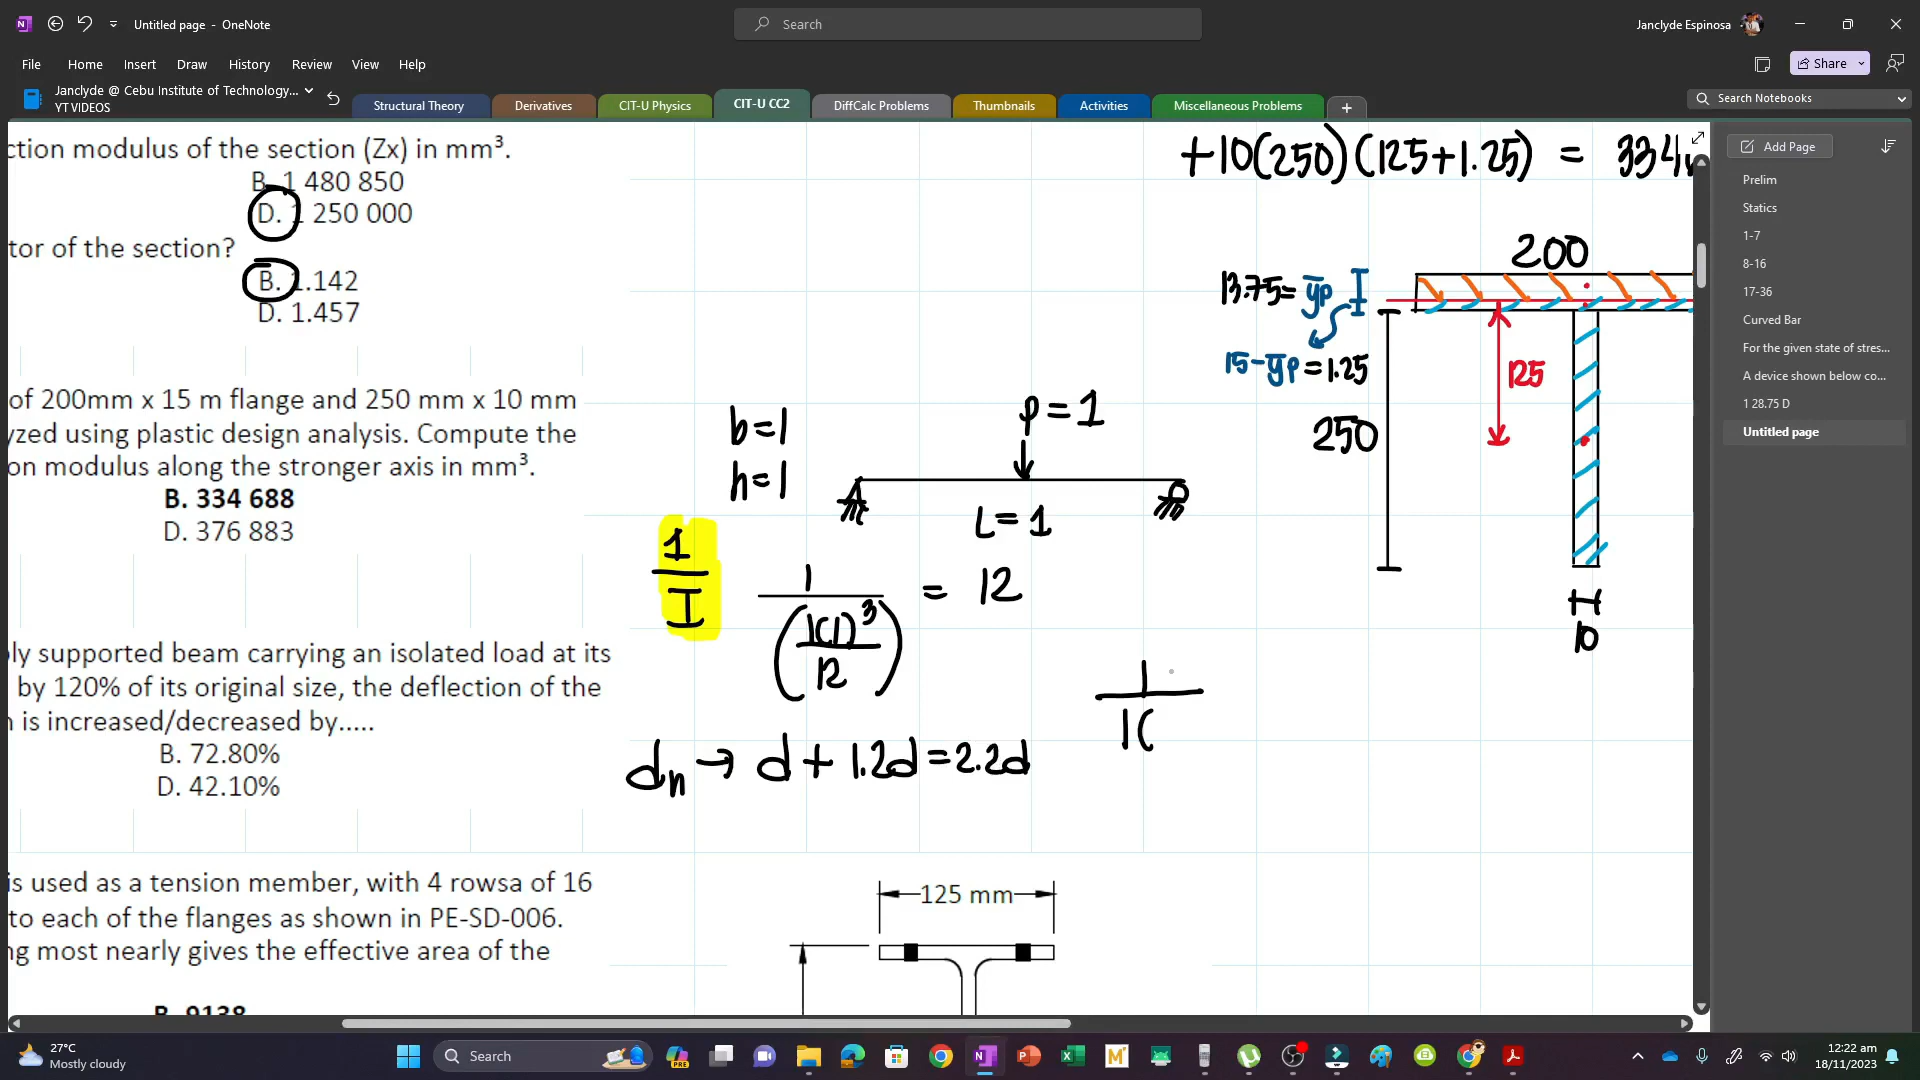 Untitled page - OneNote
Search
Janclyde Espinosa
File Home Insert Draw History Review View Help
Share
Janclyde @ Cebu Institute of Technology...
YT VIDEOS
Structural Theory
Derivatives
CIT-U Physics
CIT-U CC2
DiffCalc Problems
Thumbnails
Activities
Miscellaneous Problems
Search Notebooks
Add Page
Prelim
Statics
1-7
8-16
17-36
Curved Bar
For the given state of stres...
A device shown below co...
1 28.75 D
Untitled page
ction modulus of the section (Zx) in mm³.
B. 1 480 850
D. 1 250 000
tor of the section?
B. 1.142
D. 1.457
of 200mm x 15 m flange and 250 mm x 10 mm
yzed using plastic design analysis. Compute the
on modulus along the stronger axis in mm³.
B. 334 688
D. 376 883
ly supported beam carrying an isolated load at its
by 120% of its original size, the deflection of the
is increased/decreased by.....
B. 72.80%
D. 42.10%
is used as a tension member, with 4 rowsa of 16
to each of the flanges as shown in PE-SD-006.
ng most nearly gives the effective area of the
B. 9138
+10(250)(125+1.25) = 334
200
13.75= ȳp
15-ȳp=1.25
125
250
10
b=1
h=1
P=1
L=1
1
I
1
(1(1)³
12) = 12
dn → d + 1.2d = 2.2d
1
1(
125 mm
27°C
Mostly cloudy
Search
12:22 am
18/11/2023